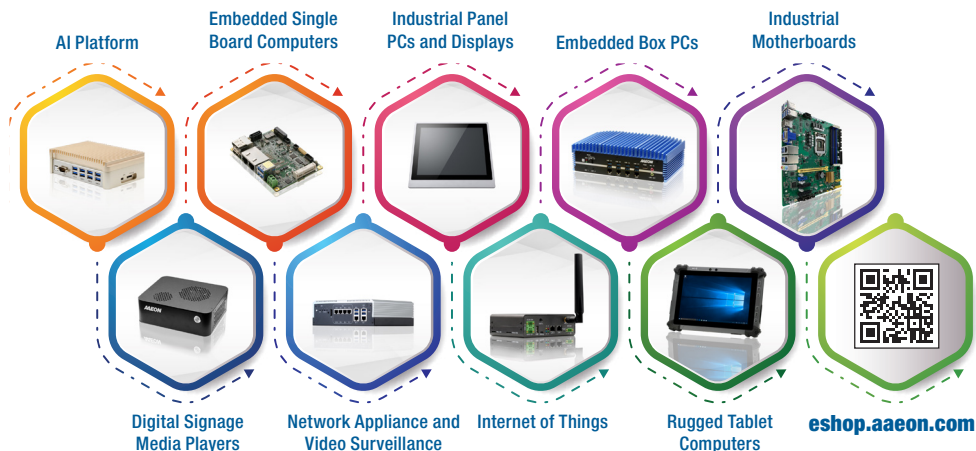 AI Platform
Embedded Single
Board Computers
Industrial Panel
PCs and Displays
Embedded Box PCs
Industrial
Motherboards
AAEON
Digital Signage
Media Players
Network Appliance and
Video Surveillance
Internet of Things
Rugged Tablet
Computers
eshop.aaeon.com